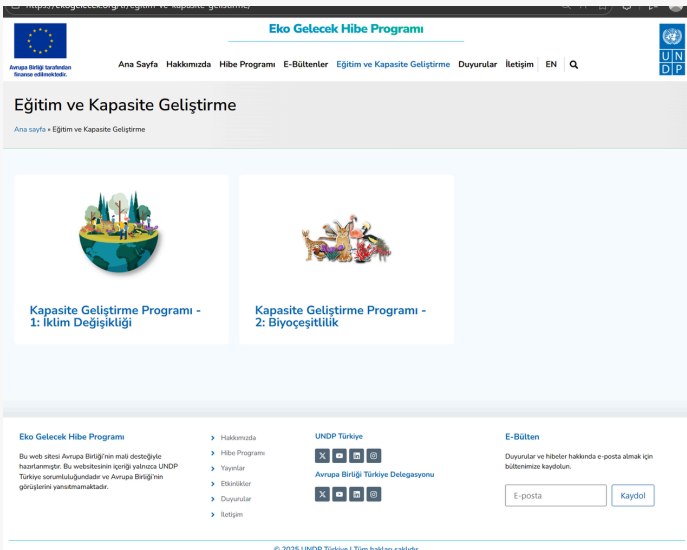 Eko Gelecek Hibe Programı
Avrupa Birliği tarafından
finanse edilmektedir.
Ana Sayfa Hakkımızda Hibe Programı E-Bültenler Eğitim ve Kapasite Geliştirme Duyurular İletişim EN
U N
D P
Eğitim ve Kapasite Geliştirme
Ana sayfa » Eğitim ve Kapasite Geliştirme
Kapasite Geliştirme Programı -
1: İklim Değişikliği
Kapasite Geliştirme Programı -
2: Biyoçeşitlilik
Eko Gelecek Hibe Programı
Bu web sitesi Avrupa Birliği'nin mali desteğiyle
hazırlanmıştır. Bu websitesinin içeriği yalnızca UNDP
Türkiye sorumluluğundadır ve Avrupa Birliği'nin
görüşlerini yansıtmamaktadır.
Hakkımızda
Hibe Programı
Yayınlar
Etkinlikler
Duyurular
İletişim
UNDP Türkiye
Avrupa Birliği Türkiye Delegasyonu
E-Bülten
Duyurular ve hibeler hakkında e-posta almak için
bültenimize kaydolun.
E-posta
Kaydol
© 2025 UNDP Türkiye | Tüm hakları saklıdır.